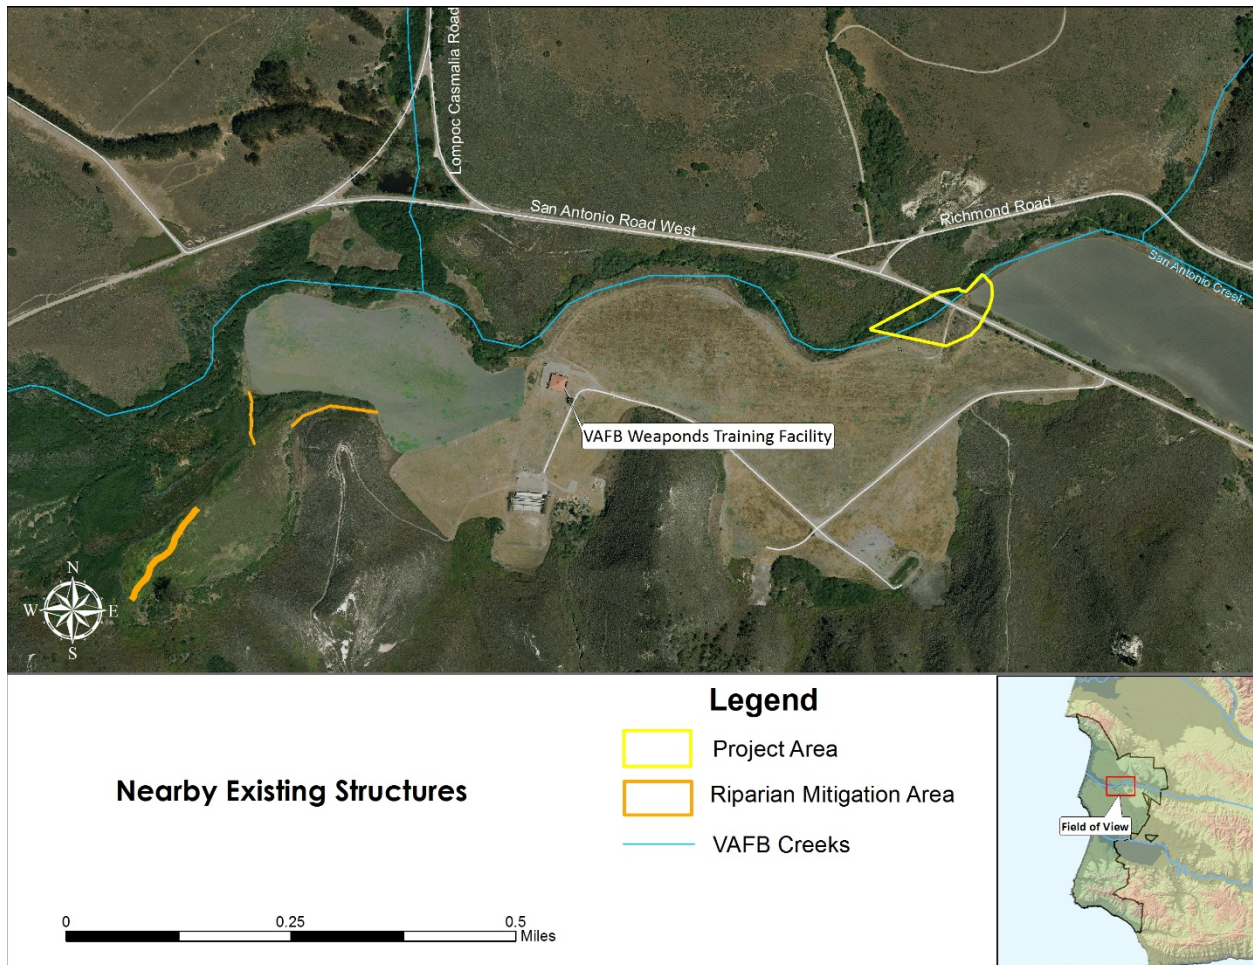 Lompoc Casmalia Road
San Antonio Road West
Richmond Road
San Antonio Creek
VAFB Weaponds Training Facility
N
W
E
S
Nearby Existing Structures
0
0.25
0.5
Miles
Legend
Project Area
Riparian Mitigation Area
VAFB Creeks
Field of View